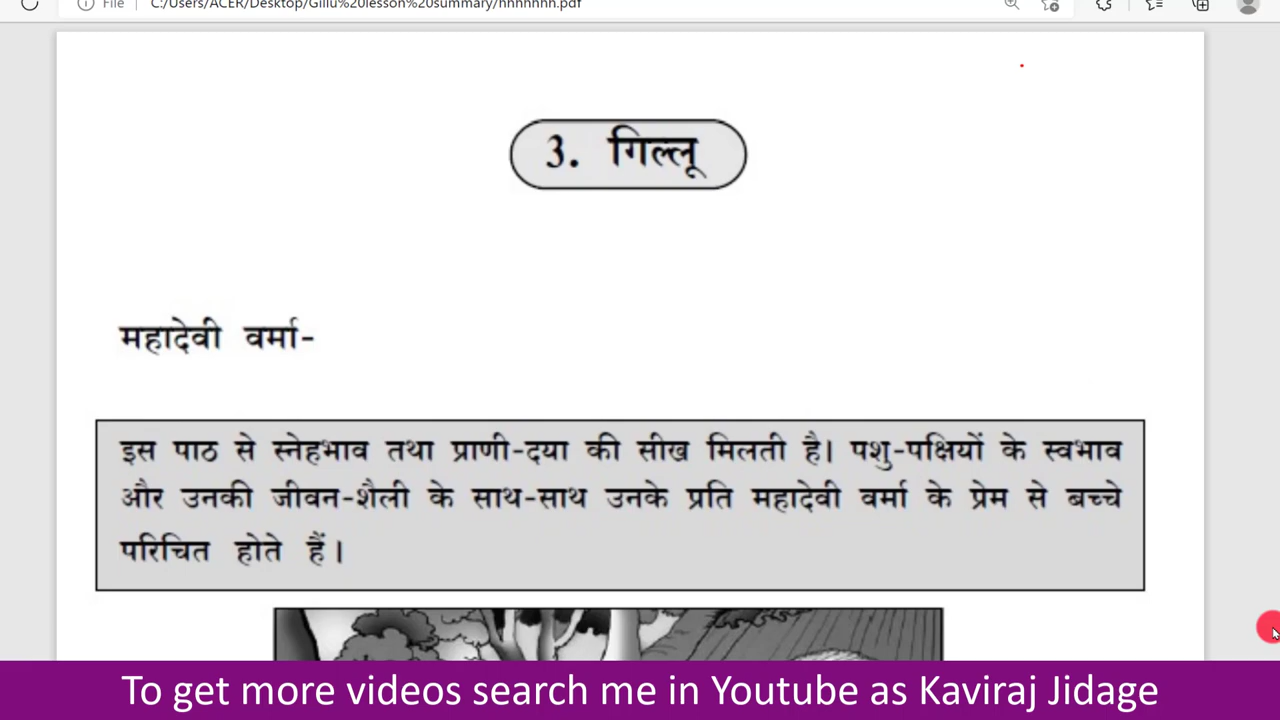 File C:/Users/ACER/Desktop/Gillu%20lesson%20summary/hhhhhhh.pdf
3. गिल्लू
महादेवी वर्मा-
इस पाठ से स्नेहभाव तथा प्राणी-दया की सीख मिलती है। पशु-पक्षियों के स्वभाव
और उनकी जीवन-शैली के साथ-साथ उनके प्रति महादेवी वर्मा के प्रेम से बच्चे
परिचित होते हैं।
To get more videos search me in Youtube as Kaviraj Jidage